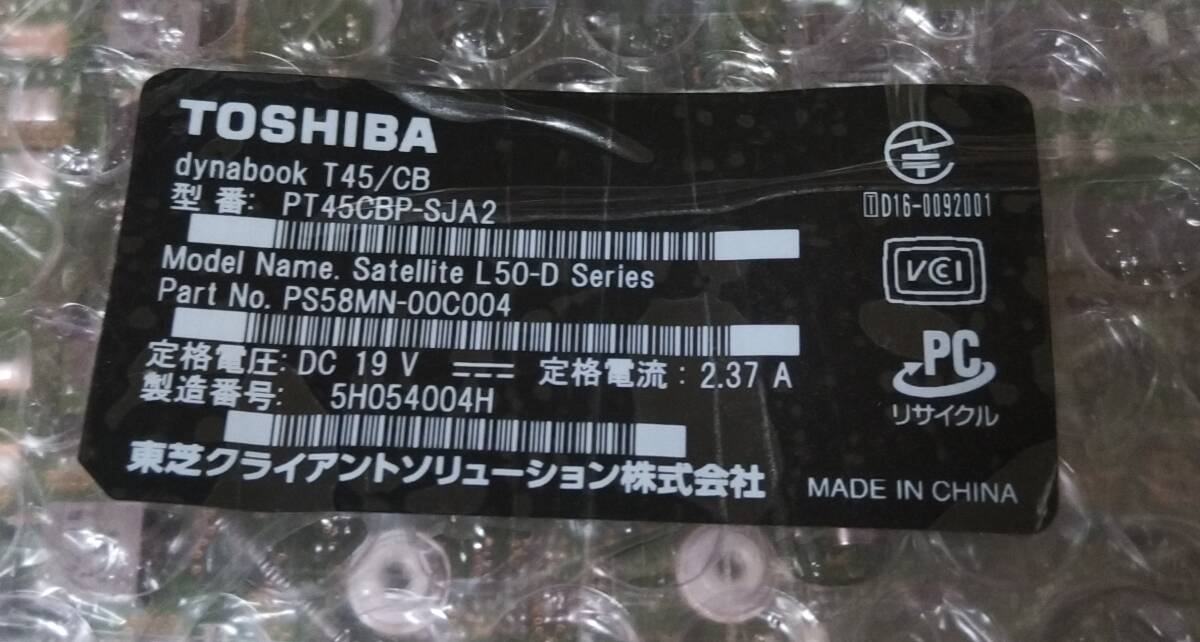 TOSHIBA
dynabook T45/CB
型 番: PT45CBP-SJA2
Model Name. Satellite L50-D Series
Part No. PS58MN-00C004
定格電圧: DC 19 V 定格電流: 2.37 A
製造番号: 5H054004H
東芝クライアントソリューション株式会社
T D16-0092001
VCCI
PC
リサイクル
MADE IN CHINA